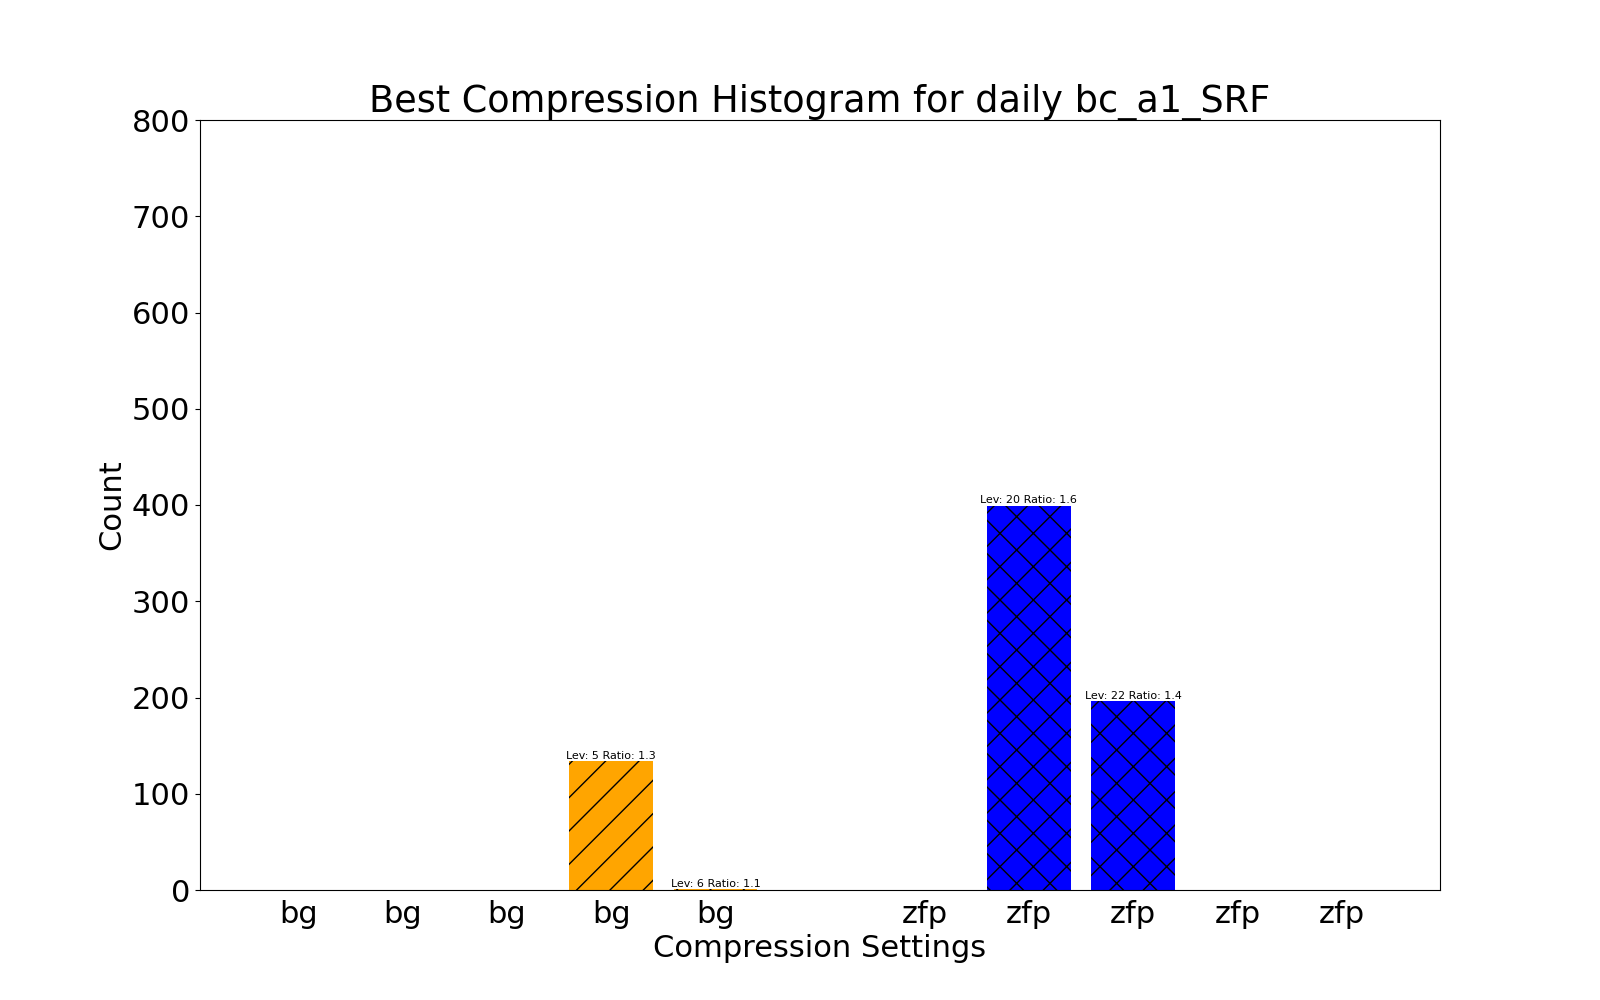 Best Compression Histogram for daily bc_a1_SRF
800
700
600
500
400
300
200
100
0
Count
Lev: 5 Ratio: 1.3
Lev: 6 Ratio: 1.1
Lev: 20 Ratio: 1.6
Lev: 22 Ratio: 1.4
bg bg bg bg bg zfp zfp zfp zfp zfp
Compression Settings